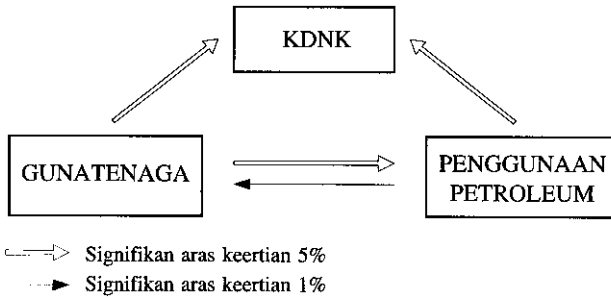 KDNK
GUNATENAGA
PENGGUNAAN
PETROLEUM
Signifikan aras keertian 5%
Signifikan aras keertian 1%